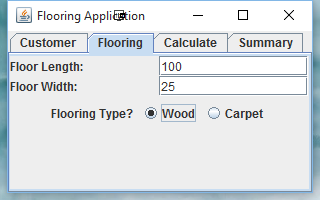 Flooring Application
Customer Flooring Calculate Summary
Floor Length: 100
Floor Width: 25
Flooring Type? Wood Carpet